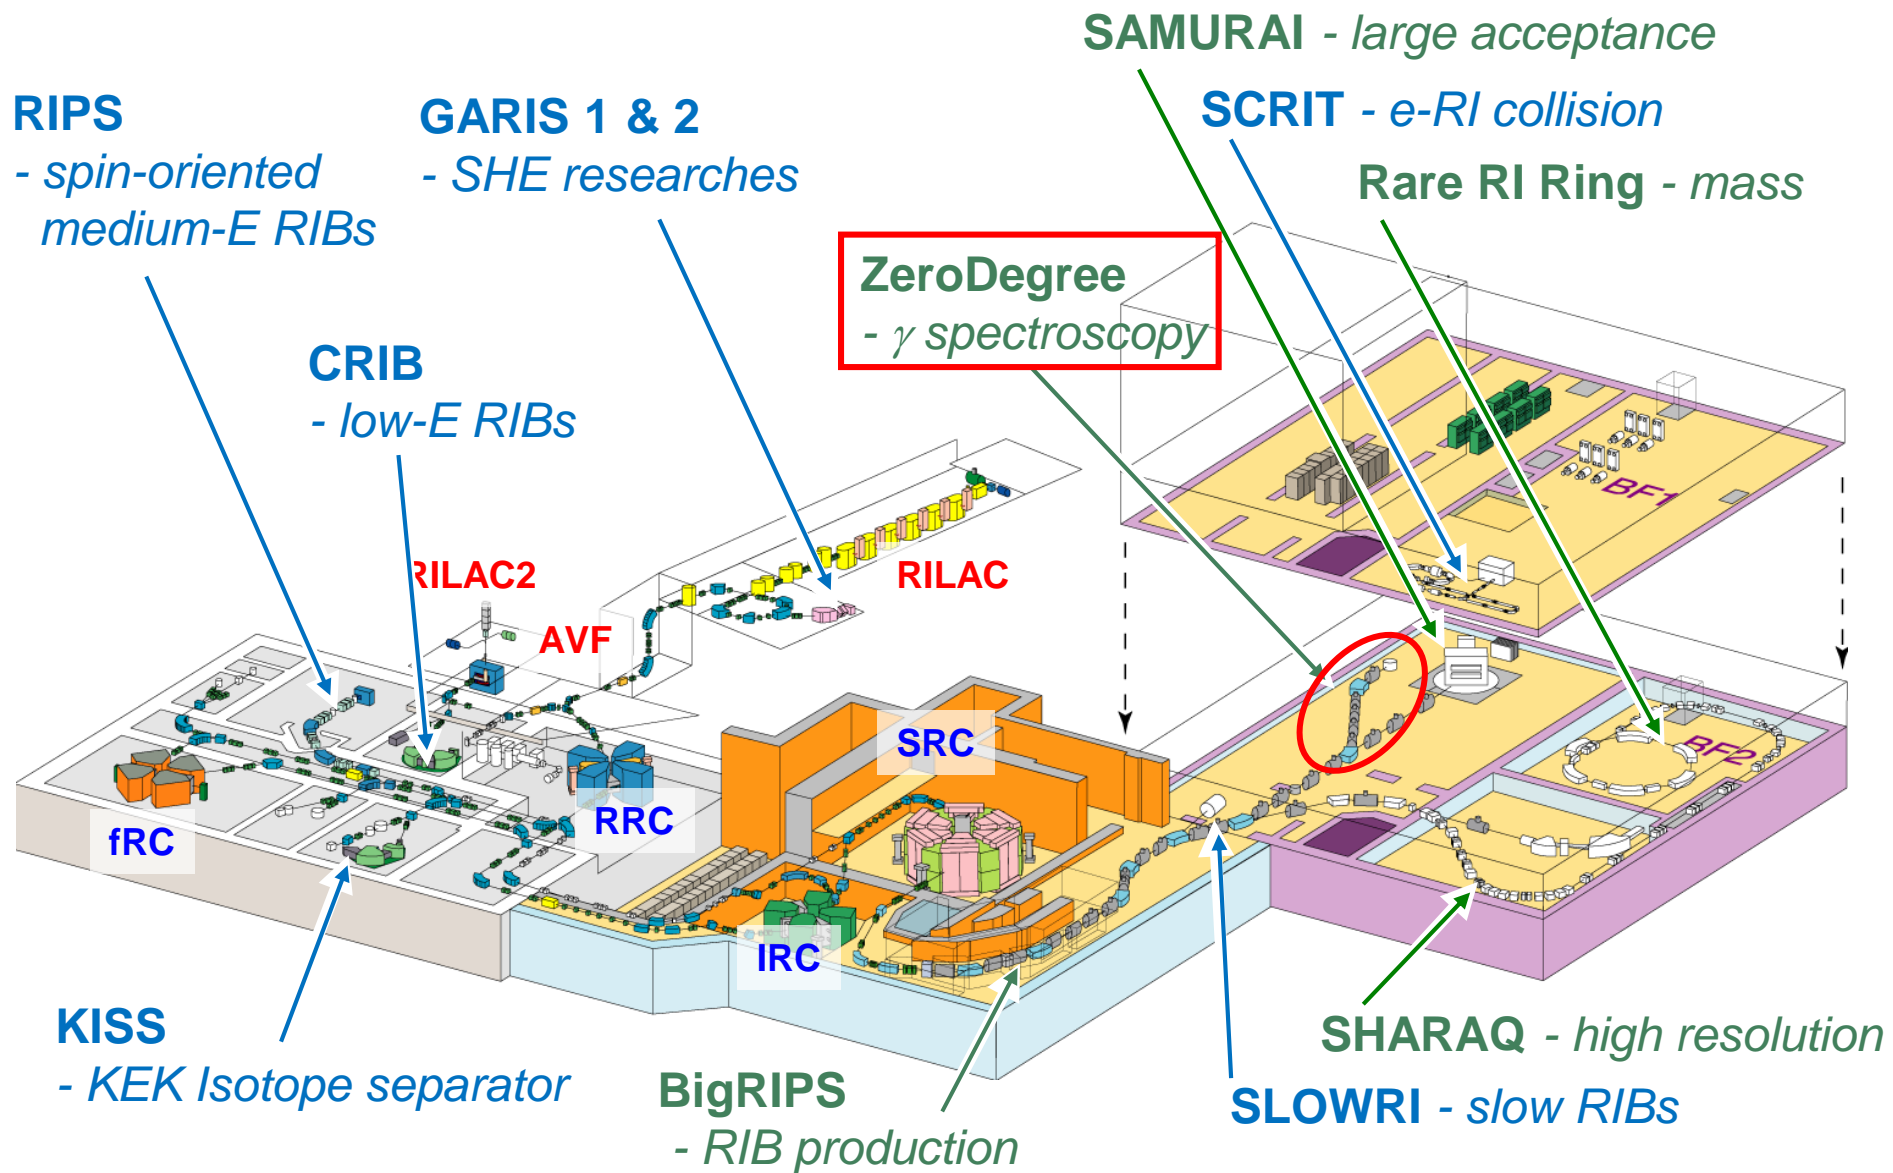 SAMURAI - large acceptance
RIPS
- spin-oriented
medium-E RIBs
GARIS 1 & 2
- SHE researches
SCRIT - e-RI collision
Rare RI Ring - mass
ZeroDegree
- γ spectroscopy
CRIB
- low-E RIBs
BF1
RILAC2
RILAC
AVF
SRC
BF2
RRC
fRC
IRC
KISS
- KEK Isotope separator
BigRIPS
- RIB production
SHARAQ - high resolution
SLOWRI - slow RIBs